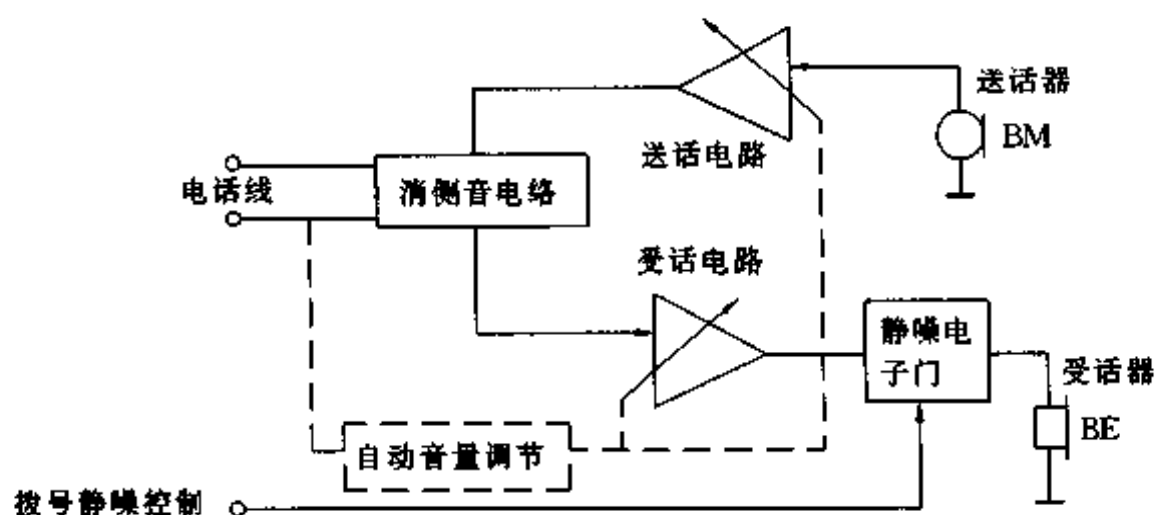 送话器
BM
送话电路
电话线
消侧音电络
受话电路
静噪电
子门
受话器
BE
自动音量调节
拨号静噪控制